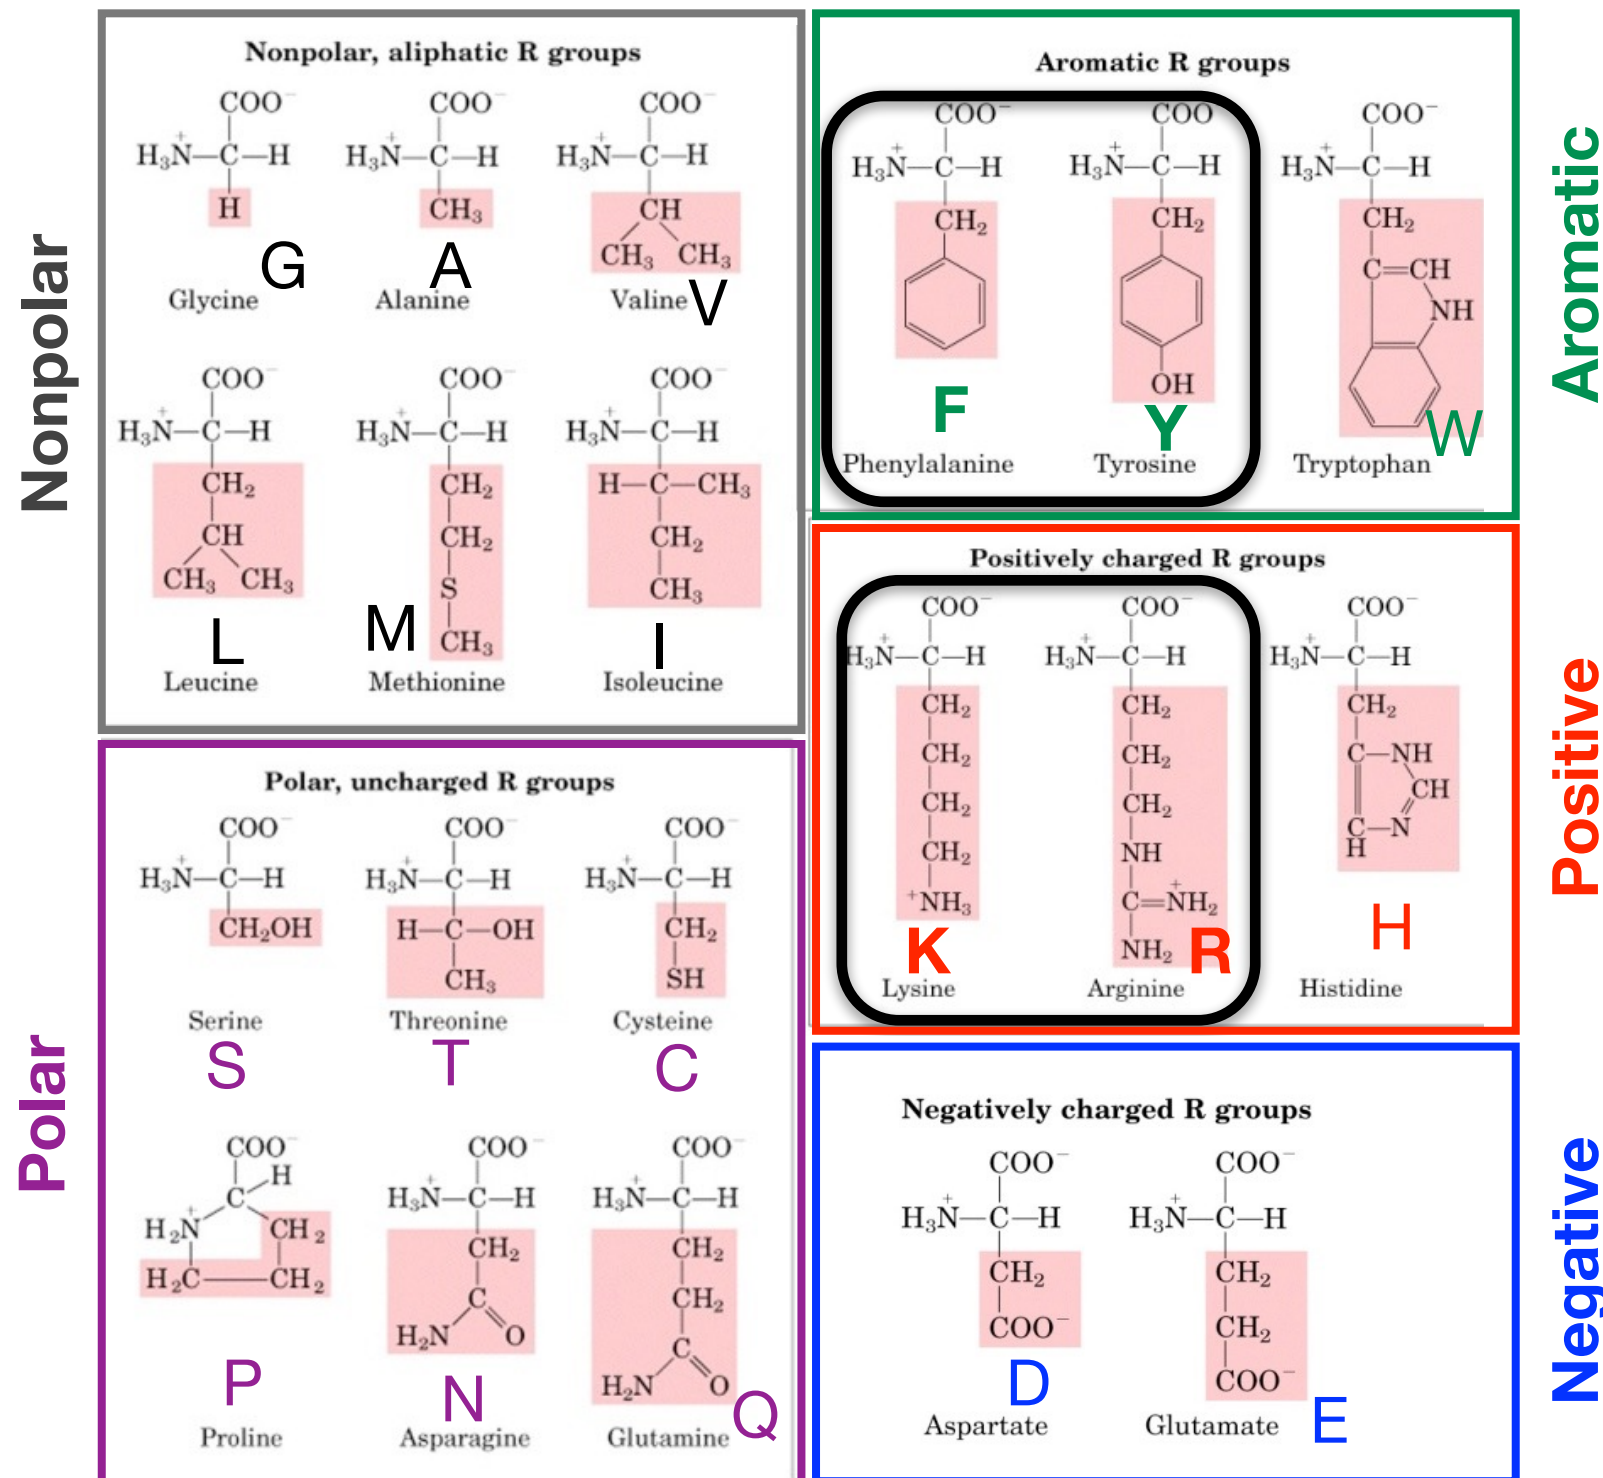 Nonpolar
Nonpolar, aliphatic R groups
COO⁻ COO⁻ COO⁻
H₃N⁺—C—H H₃N⁺—C—H H₃N⁺—C—H
H CH₃ CH
CH₃ CH₃
G A V
Glycine Alanine Valine
COO⁻ COO⁻ COO⁻
H₃N⁺—C—H H₃N⁺—C—H H₃N⁺—C—H
CH₂ CH₂ H—C—CH₃
CH CH₂ CH₂
CH₃ CH₃ S CH₃
CH₃
L M I
Leucine Methionine Isoleucine
Aromatic
Aromatic R groups
COO⁻ COO COO⁻
H₃N⁺—C—H H₃N⁺—C—H H₃N⁺—C—H
CH₂ CH₂ CH₂
C=CH
NH
OH
F Y W
Phenylalanine Tyrosine Tryptophan
Positive
Positively charged R groups
COO⁻ COO⁻ COO⁻
H₃N⁺—C—H H₃N⁺—C—H H₃N⁺—C—H
CH₂ CH₂ CH₂
CH₂ CH₂ C—NH
CH₂ CH₂ CH
CH₂ NH C—N
H
⁺NH₃ C=N⁺H₂
NH₂
K R H
Lysine Arginine Histidine
Polar
Polar, uncharged R groups
COO⁻ COO⁻ COO⁻
H₃N⁺—C—H H₃N⁺—C—H H₃N⁺—C—H
CH₂OH H—C—OH CH₂
CH₃ SH
Serine Threonine Cysteine
S T C
COO⁻ COO⁻ COO⁻
H
C H₃N⁺—C—H H₃N⁺—C—H
H₂N⁺ CH₂ CH₂ CH₂
H₂C—CH₂ C CH₂
H₂N O C
H₂N O
P N Q
Proline Asparagine Glutamine
Negative
Negatively charged R groups
COO⁻ COO⁻
H₃N⁺—C—H H₃N⁺—C—H
CH₂ CH₂
COO⁻ CH₂
COO⁻
D E
Aspartate Glutamate